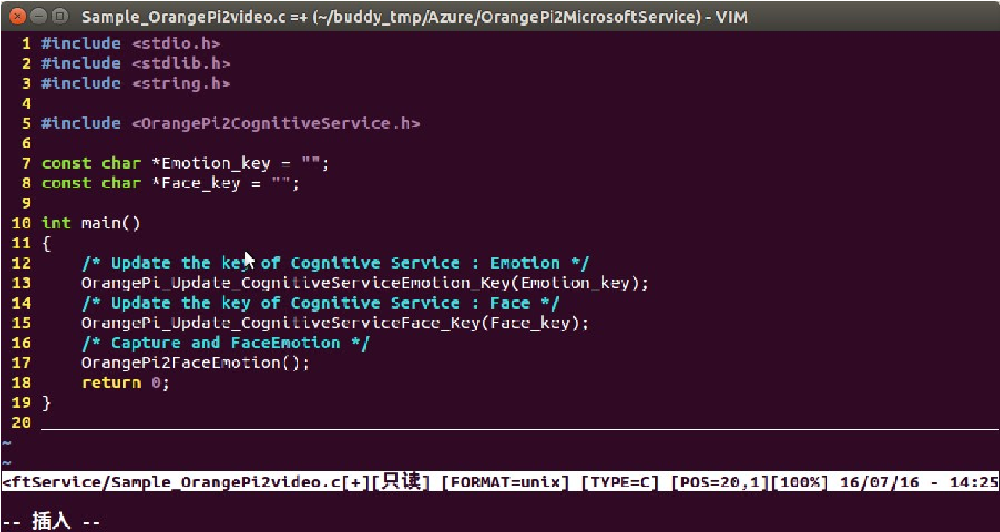 Sample_OrangePi2video.c =+ (~/buddy_tmp/Azure/OrangePi2MicrosoftService) - VIM
1 #include <stdio.h>
2 #include <stdlib.h>
3 #include <string.h>
4
5 #include <OrangePi2CognitiveService.h>
6
7 const char *Emotion_key = "";
8 const char *Face_key = "";
9
10 int main()
11 {
12     /* Update the key of Cognitive Service : Emotion */
13     OrangePi_Update_CognitiveServiceEmotion_Key(Emotion_key);
14     /* Update the key of Cognitive Service : Face */
15     OrangePi_Update_CognitiveServiceFace_Key(Face_key);
16     /* Capture and FaceEmotion */
17     OrangePi2FaceEmotion();
18     return 0;
19 }
20
~
~
<ftService/Sample_OrangePi2video.c[+][只读] [FORMAT=unix] [TYPE=C] [POS=20,1][100%] 16/07/16 - 14:25
-- 插入 --